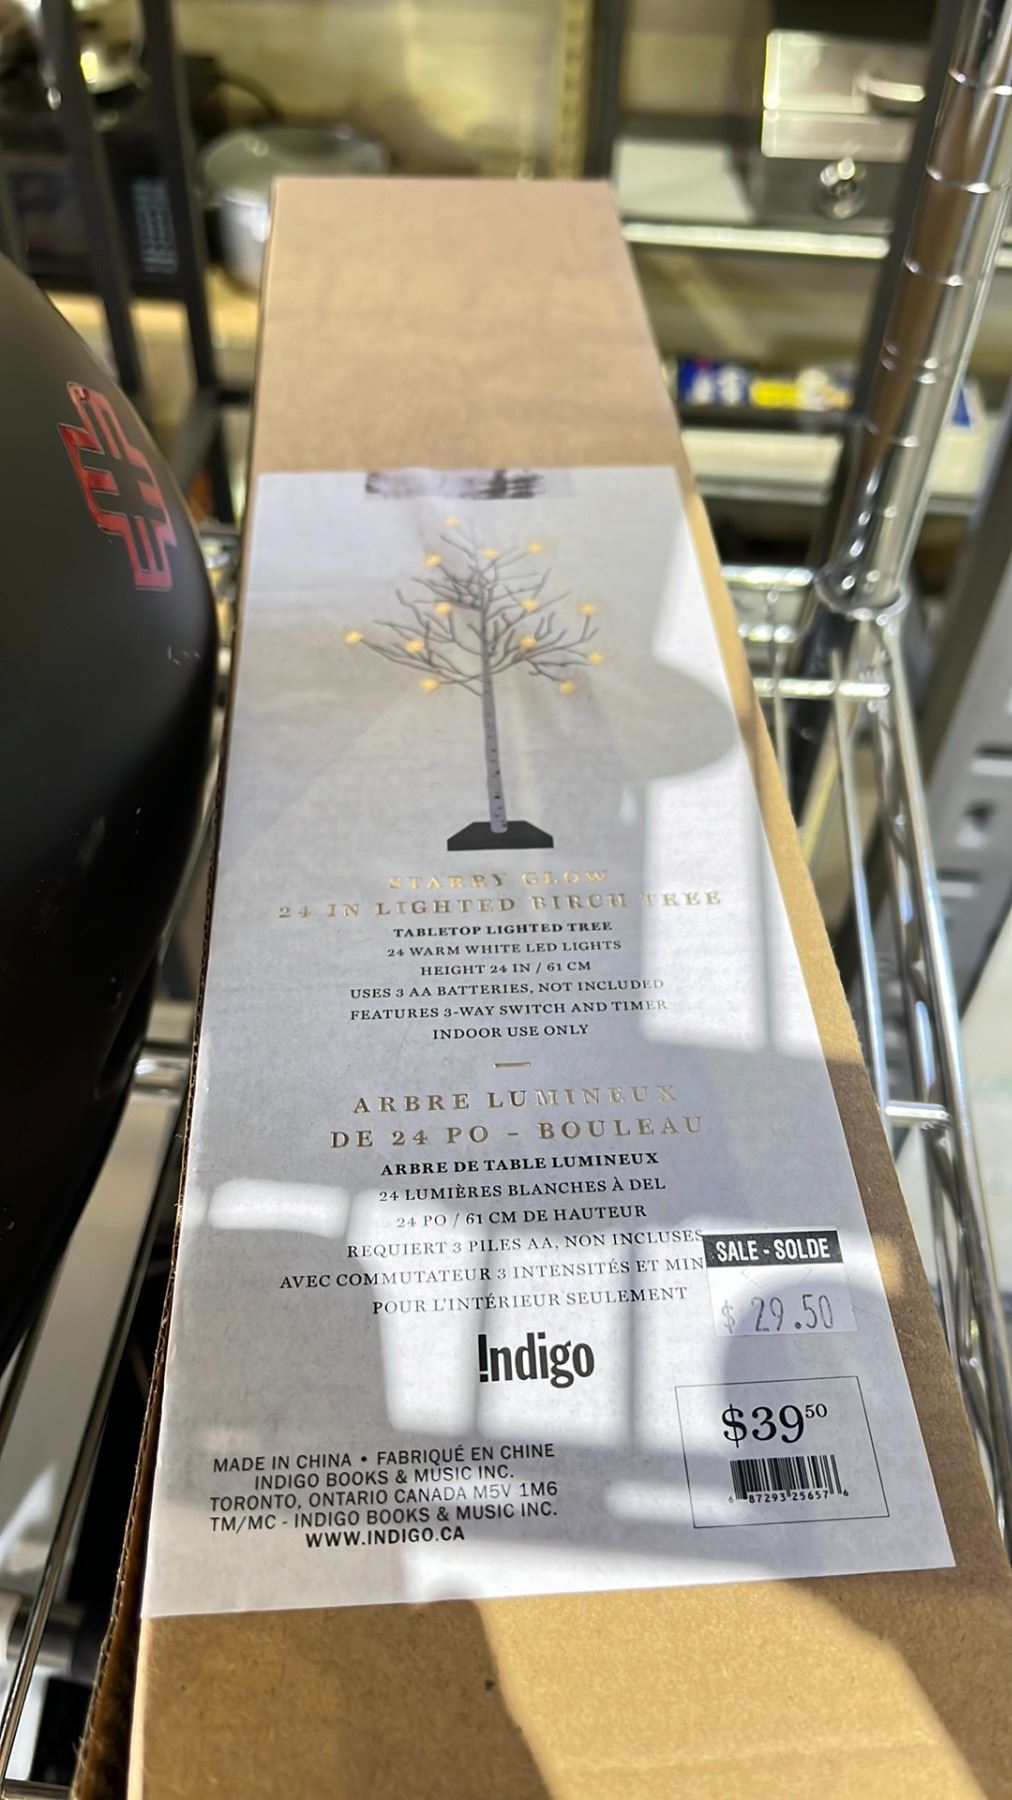 STARRY GLOW
24 IN LIGHTED BIRCH TREE
TABLETOP LIGHTED TREE
24 WARM WHITE LED LIGHTS
HEIGHT 24 IN / 61 CM
USES 3 AA BATTERIES, NOT INCLUDED
FEATURES 3-WAY SWITCH AND TIMER
INDOOR USE ONLY
ARBRE LUMINEUX
DE 24 PO – BOULEAU
ARBRE DE TABLE LUMINEUX
24 LUMIÈRES BLANCHES À DEL
24 PO / 61 CM DE HAUTEUR
REQUIERT 3 PILES AA, NON INCLUSES
AVEC COMMUTATEUR 3 INTENSITÉS ET MIN
POUR L'INTÉRIEUR SEULEMENT
SALE - SOLDE
$ 29.50
Indigo
$3950
6 87293 25657 6
MADE IN CHINA • FABRIQUÉ EN CHINE
INDIGO BOOKS & MUSIC INC.
TORONTO, ONTARIO CANADA M5V 1M6
TM/MC - INDIGO BOOKS & MUSIC INC.
WWW.INDIGO.CA